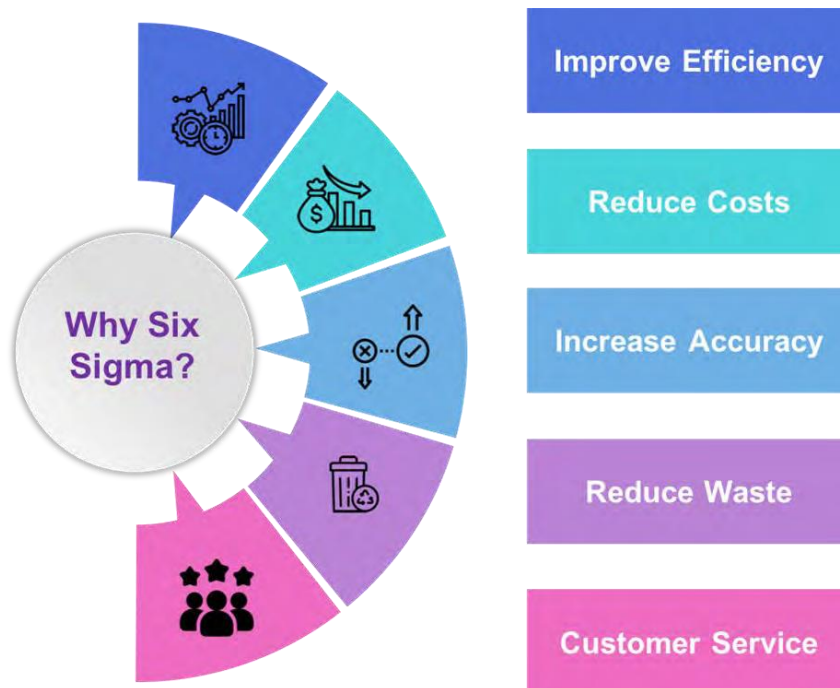 Why Six
Sigma?
$
Improve Efficiency
Reduce Costs
Increase Accuracy
Reduce Waste
Customer Service